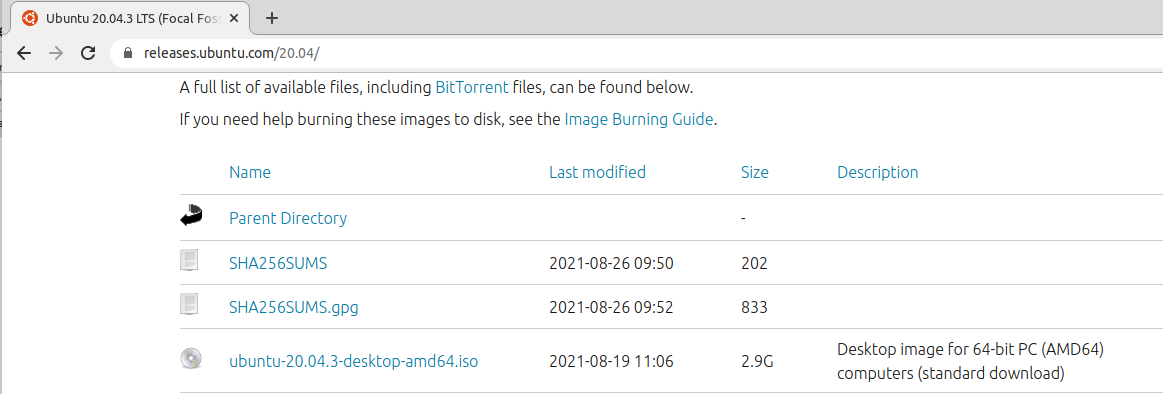 Ubuntu 20.04.3 LTS (Focal Fos
releases.ubuntu.com/20.04/
A full list of available files, including BitTorrent files, can be found below.
If you need help burning these images to disk, see the Image Burning Guide.
Name Last modified Size Description
Parent Directory -
SHA256SUMS 2021-08-26 09:50 202
SHA256SUMS.gpg 2021-08-26 09:52 833
ubuntu-20.04.3-desktop-amd64.iso 2021-08-19 11:06 2.9G Desktop image for 64-bit PC (AMD64)
computers (standard download)